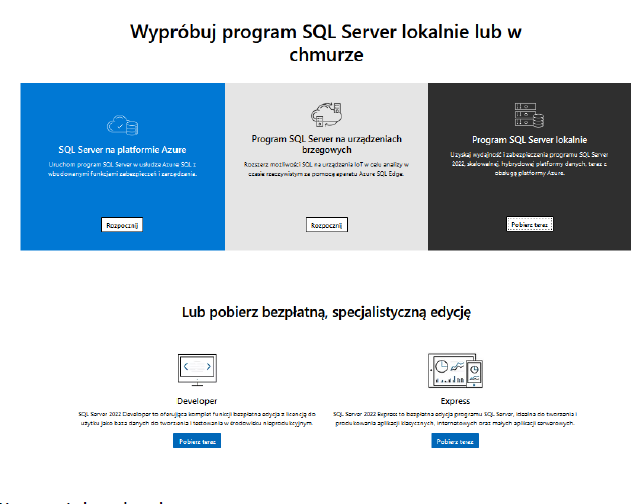 Wypróbuj program SQL Server lokalnie lub w
chmurze
SQL Server na platformie Azure
Uruchom program SQL Server w usłudze Azure SQL z
wbudowanymi funkcjami zabezpieczeń i zarządzania.
Rozpocznij
Program SQL Server na urządzeniach
brzegowych
Rozszerz możliwości SQL na urządzenia IoT w celu analizy w
czasie rzeczywistym za pomocą aparatu Azure SQL Edge.
Rozpocznij
Program SQL Server lokalnie
Uzyskaj wydajność i zabezpieczenia programu SQL Server
2022, skalowalnej, hybrydowej platformy danych, teraz z
obsługą platformy Azure.
Pobierz teraz
Lub pobierz bezpłatną, specjalistyczną edycję
Developer
SQL Server 2022 Developer to oferująca komplet funkcji bezpłatna edycja z licencją do
użytku jako baza danych do tworzenia i testowania w środowisku nieprodukcyjnym.
Pobierz teraz
Express
SQL Server 2022 Express to bezpłatna edycja programu SQL Server, idealna do tworzenia i
produkowania aplikacji klasycznych, internetowych oraz małych aplikacji serwerowych.
Pobierz teraz